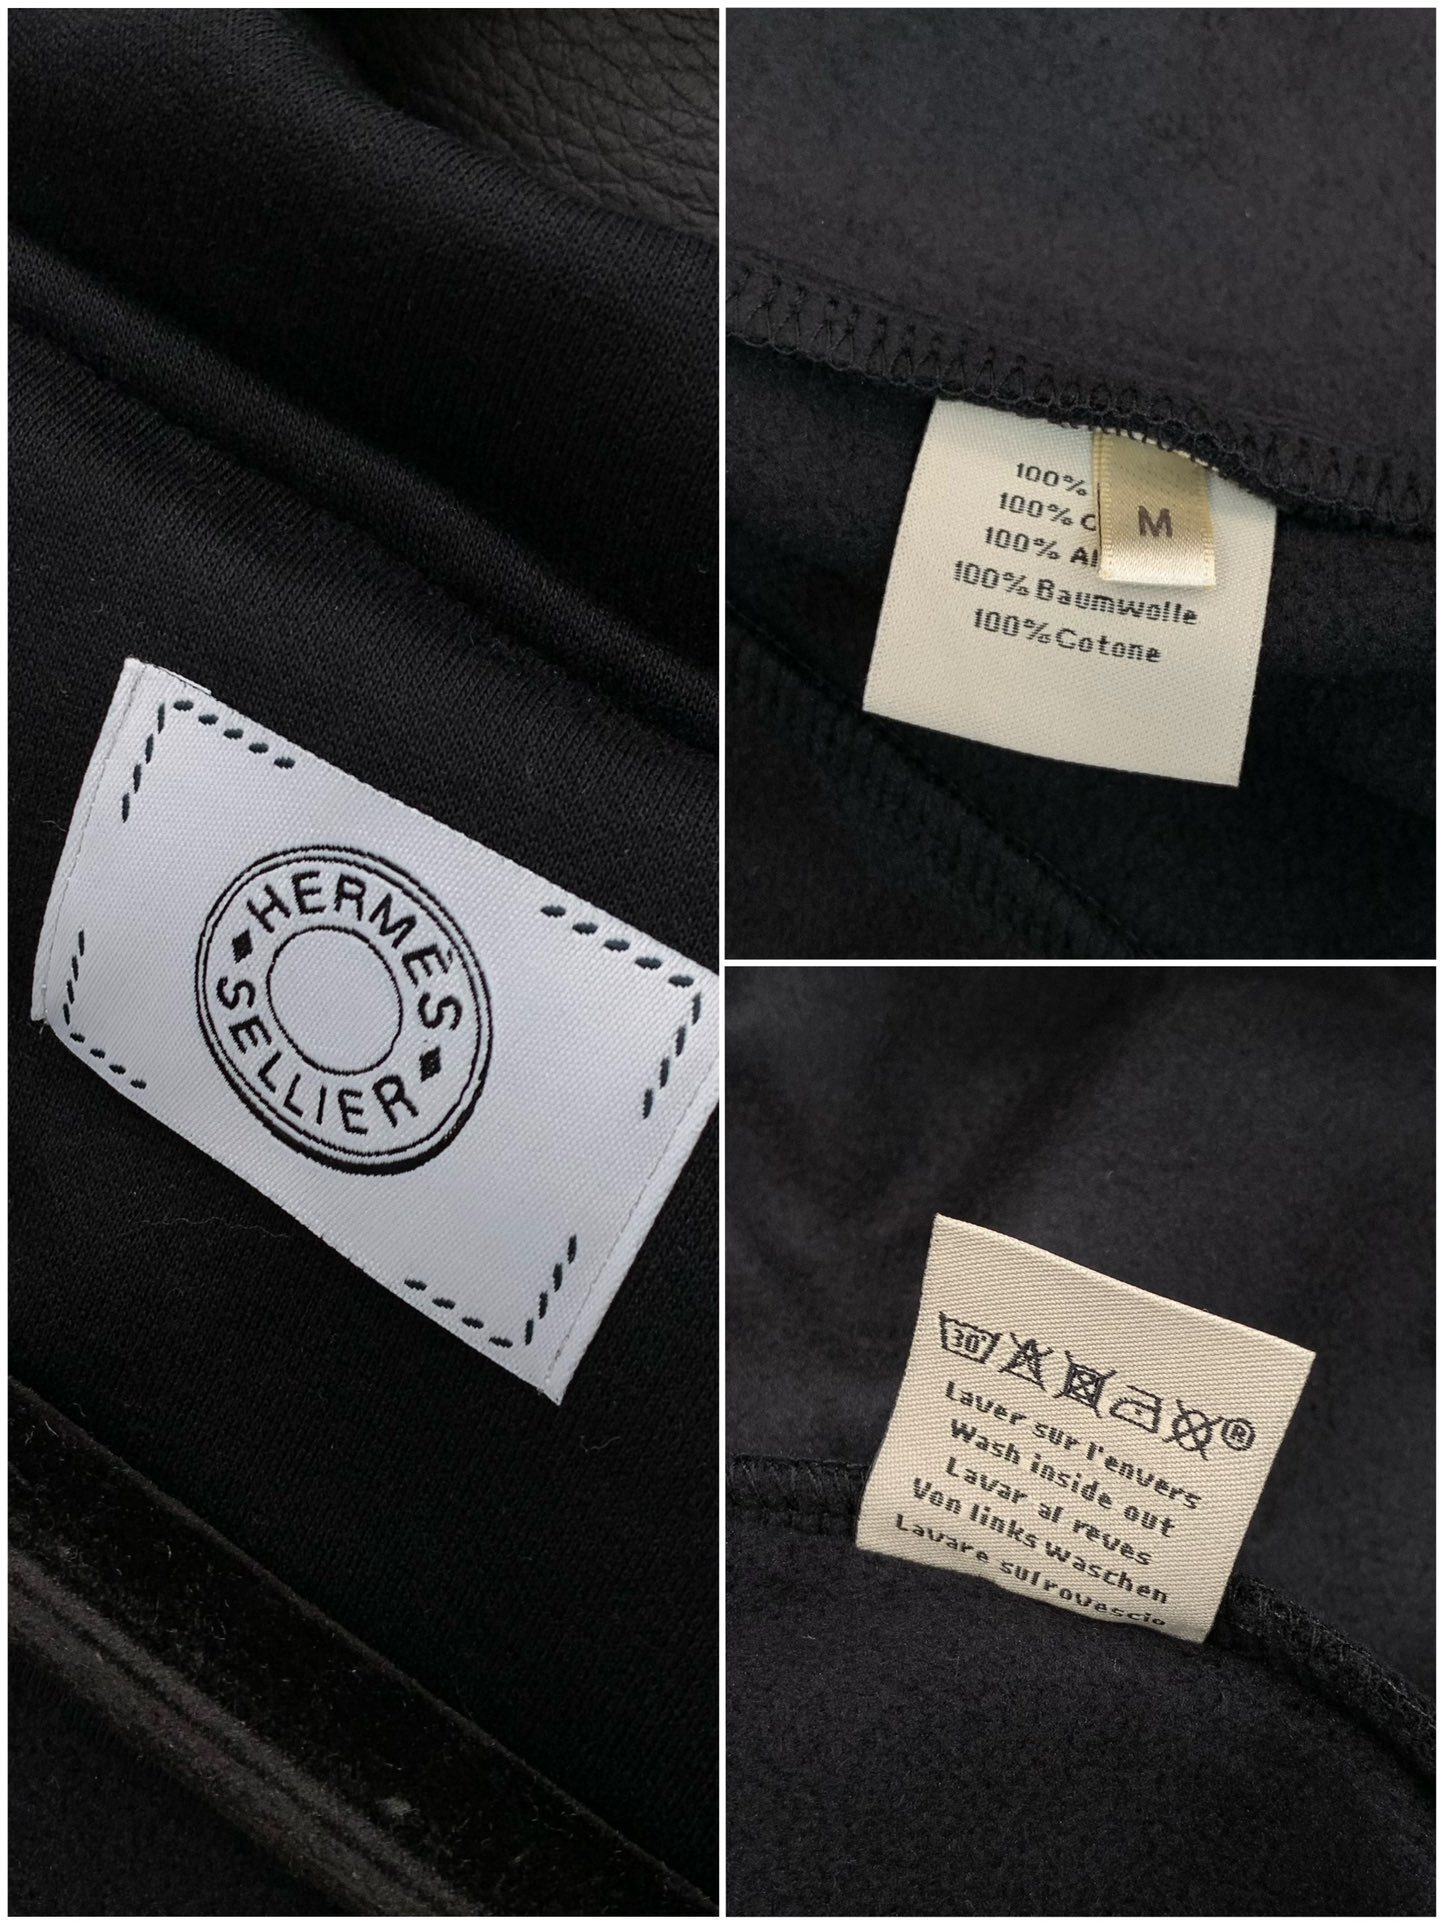 HERMÈS
SELLIER
100%
100% C
100% Al
100% Baumwolle
100% Cotone
M
30°
Laver sur l'envers
Wash inside out
Lavar al reves
Von links waschen
Lavare sul rovescio
®